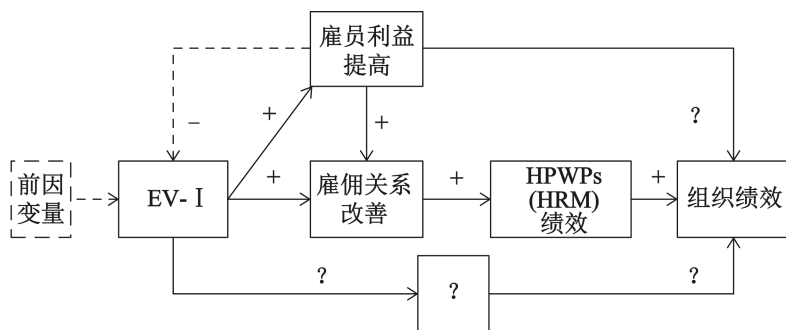 雇员利益
提高
+
−
+
?
前因
变量
EV-Ⅰ
+
雇佣关系
改善
+
HPWPs
(HRM)
绩效
+
组织绩效
?
?
?